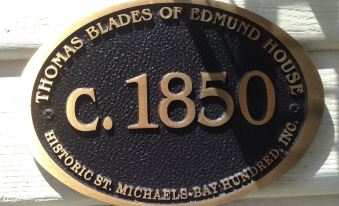 THOMAS BLADES OF EDMUND HOUSE
C. 1850
HISTORIC ST. MICHAELS-BAY HUNDRED, INC.